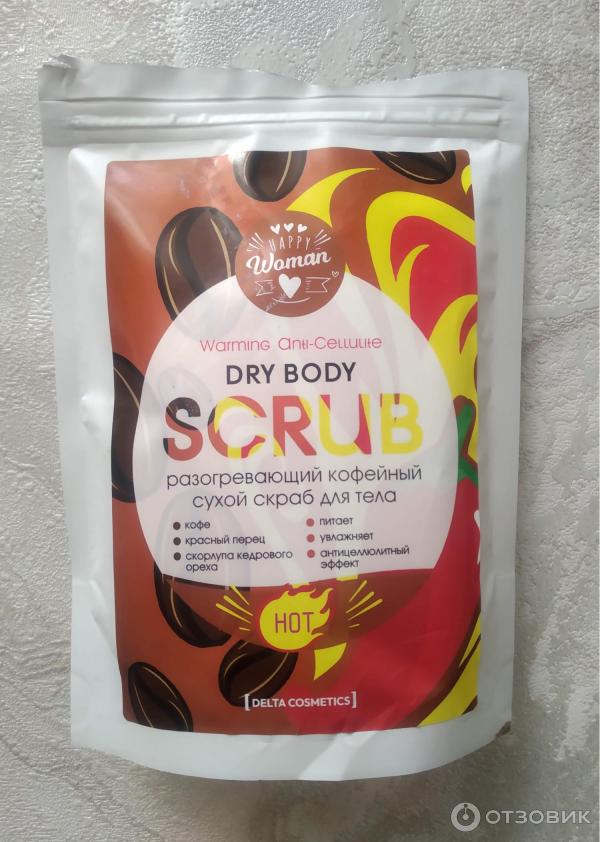 HAPPY
Woman
Warming Anti-Cellulite
DRY BODY
SCRUB
разогревающий кофейный
сухой скраб для тела
кофе
красный перец
скорлупа кедрового
ореха
питает
увлажняет
антицеллюлитный
эффект
HOT
[DELTA COSMETICS]
ОТЗОВИК